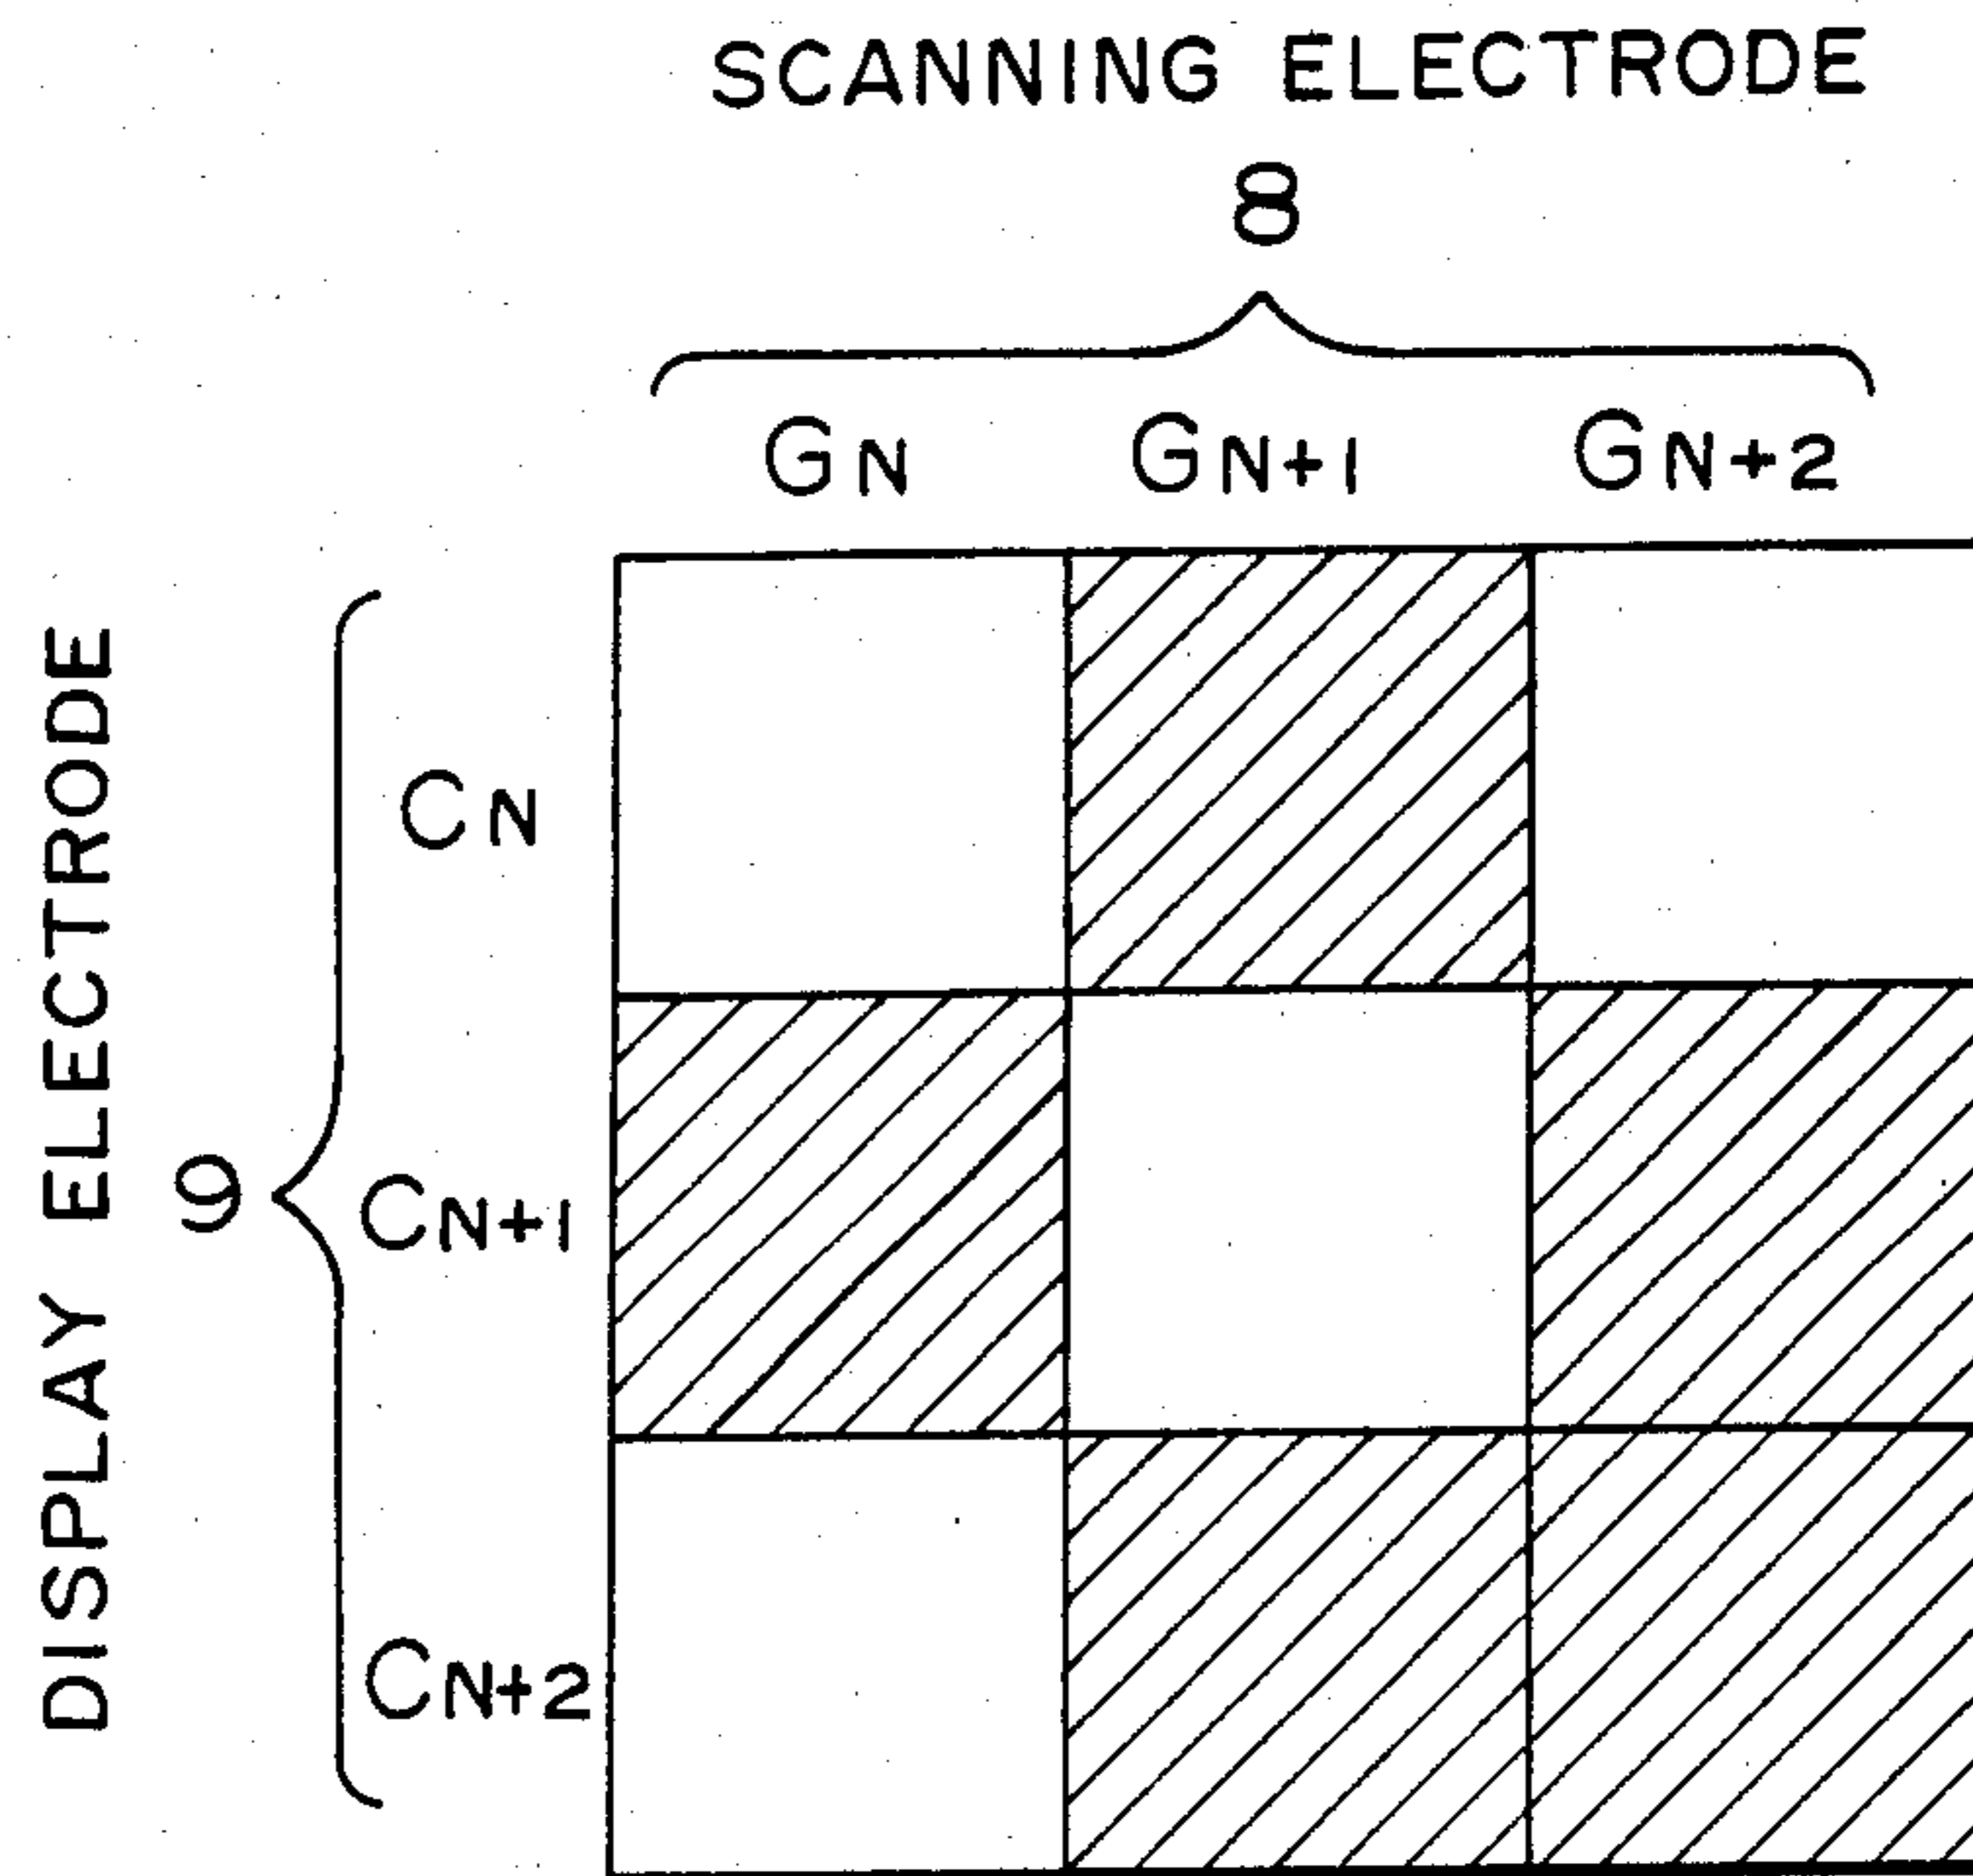 SCANNING ELECTRODE
8
GN GN+1 GN+2
DISPLAY ELECTRODE
9
CN
CN+1
CN+2